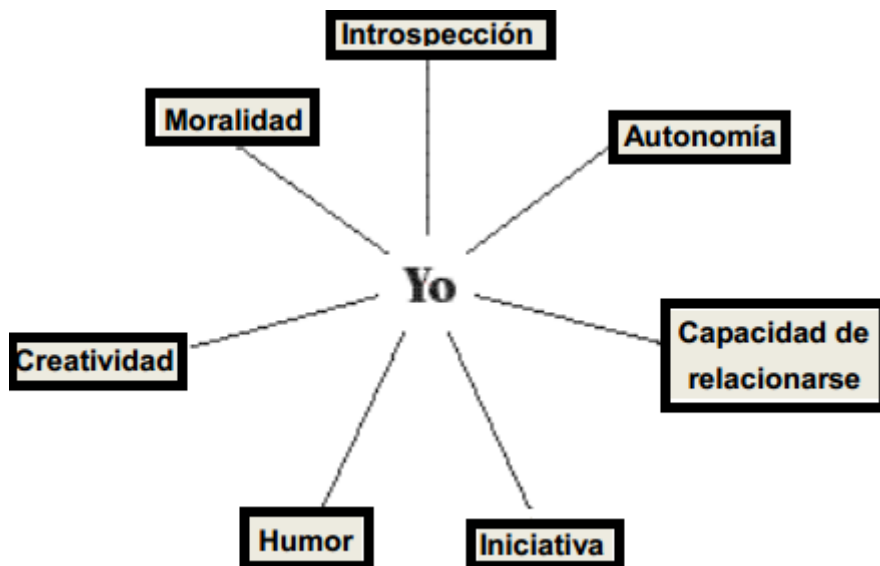 Introspección
Moralidad
Autonomía
Yo
Capacidad de
relacionarse
Creatividad
Humor
Iniciativa